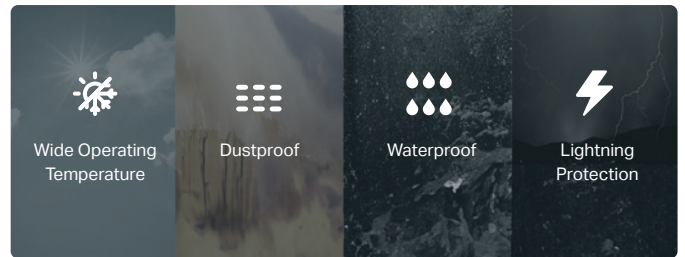 Wide Operating
Temperature
Dustproof
Waterproof
Lightning
Protection